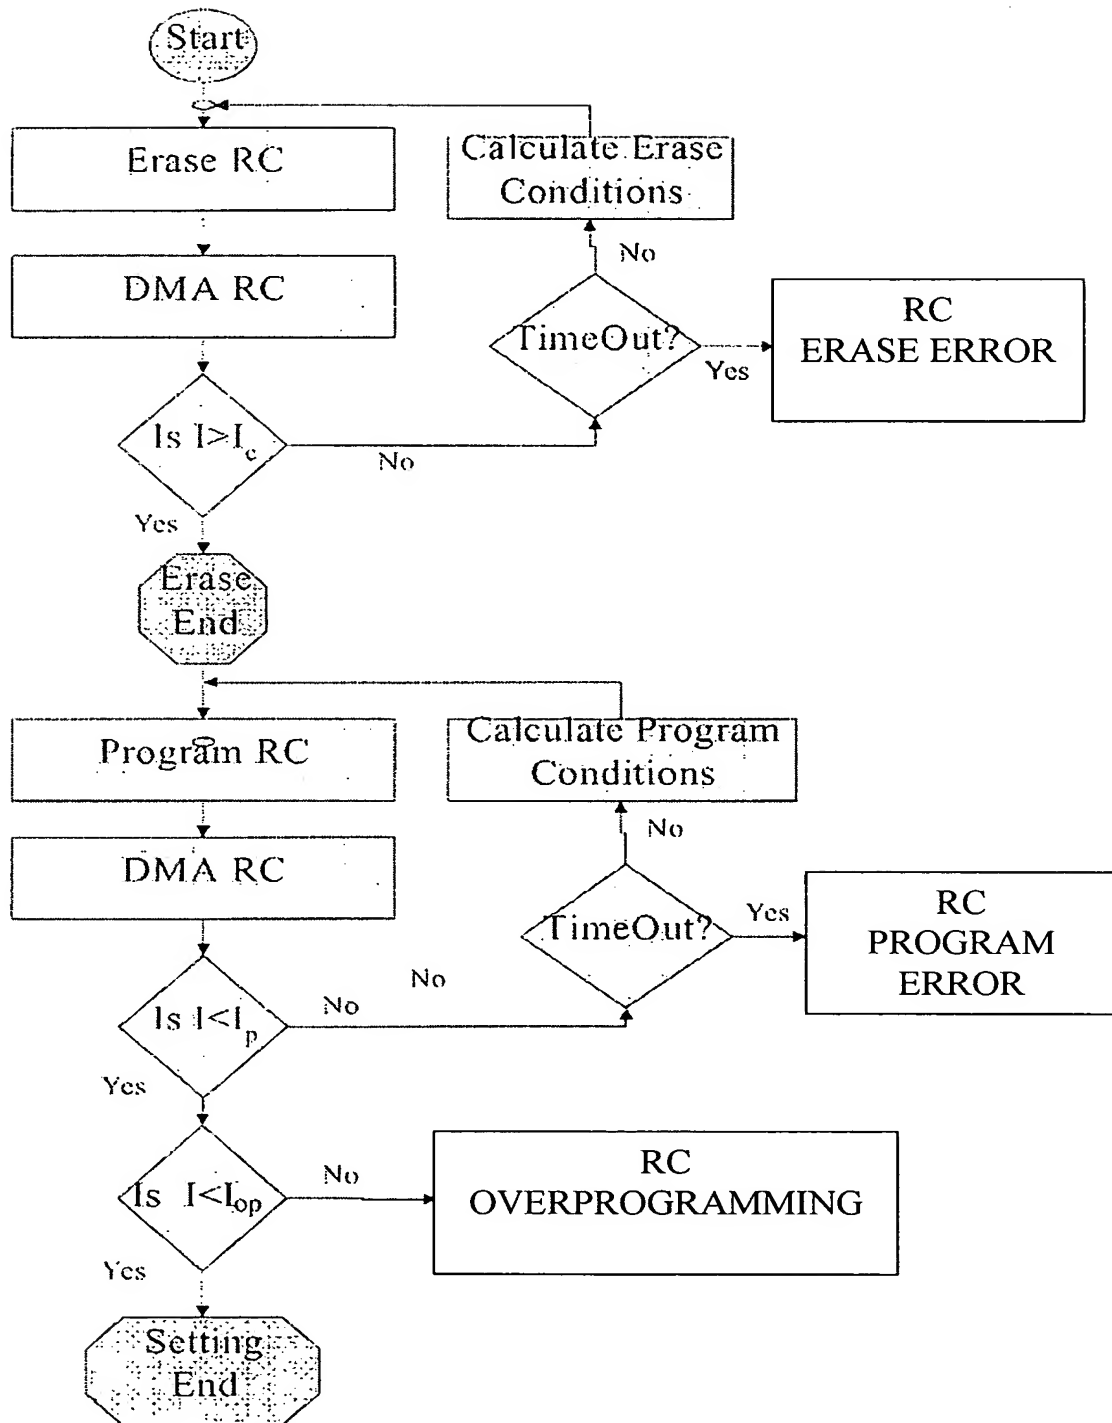 Start
Erase RC
Calculate Erase
Conditions
No
DMA RC
TimeOut?
Yes
RC
ERASE ERROR
Is I>Ie
No
Yes
Erase
End
Program RC
Calculate Program
Conditions
No
DMA RC
TimeOut?
Yes
RC
PROGRAM
ERROR
No
No
Is I<Ip
Yes
Is I<Iop
No
RC
OVERPROGRAMMING
Yes
Setting
End